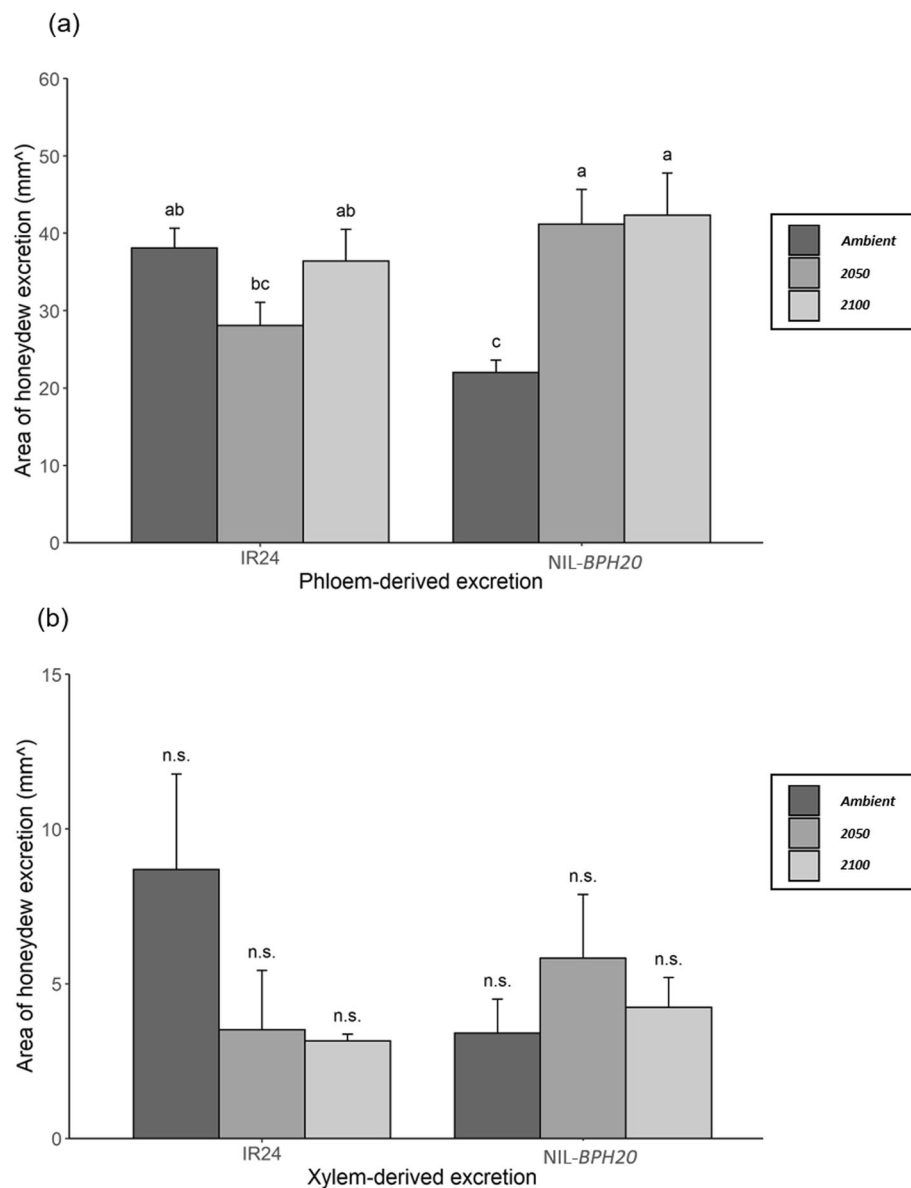 (a)
60
50
40
30
20
10
0
Area of honeydew excretion (mm^)
ab
bc
ab
c
a
a
IR24
NIL-BPH20
Phloem-derived excretion
Ambient
2050
2100
(b)
15
10
5
0
Area of honeydew excretion (mm^)
n.s.
n.s.
n.s.
n.s.
n.s.
n.s.
IR24
NIL-BPH20
Xylem-derived excretion
Ambient
2050
2100